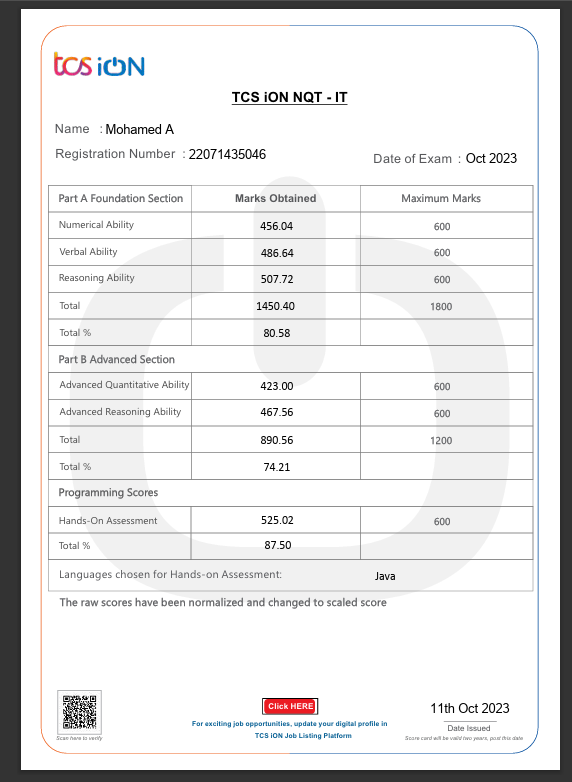 tcs iON
TCS iON NQT - IT
Name : Mohamed A
Registration Number : 22071435046
Date of Exam : Oct 2023
Part A Foundation Section Marks Obtained Maximum Marks
Numerical Ability 456.04 600
Verbal Ability 486.64 600
Reasoning Ability 507.72 600
Total 1450.40 1800
Total % 80.58
Part B Advanced Section
Advanced Quantitative Ability 423.00 600
Advanced Reasoning Ability 467.56 600
Total 890.56 1200
Total % 74.21
Programming Scores
Hands-On Assessment 525.02 600
Total % 87.50
Languages chosen for Hands-on Assessment: Java
The raw scores have been normalized and changed to scaled score
Scan here to verify
Click HERE
For exciting job opportunities, update your digital profile in
TCS iON Job Listing Platform
11th Oct 2023
Date Issued
Score card will be valid two years, post this date